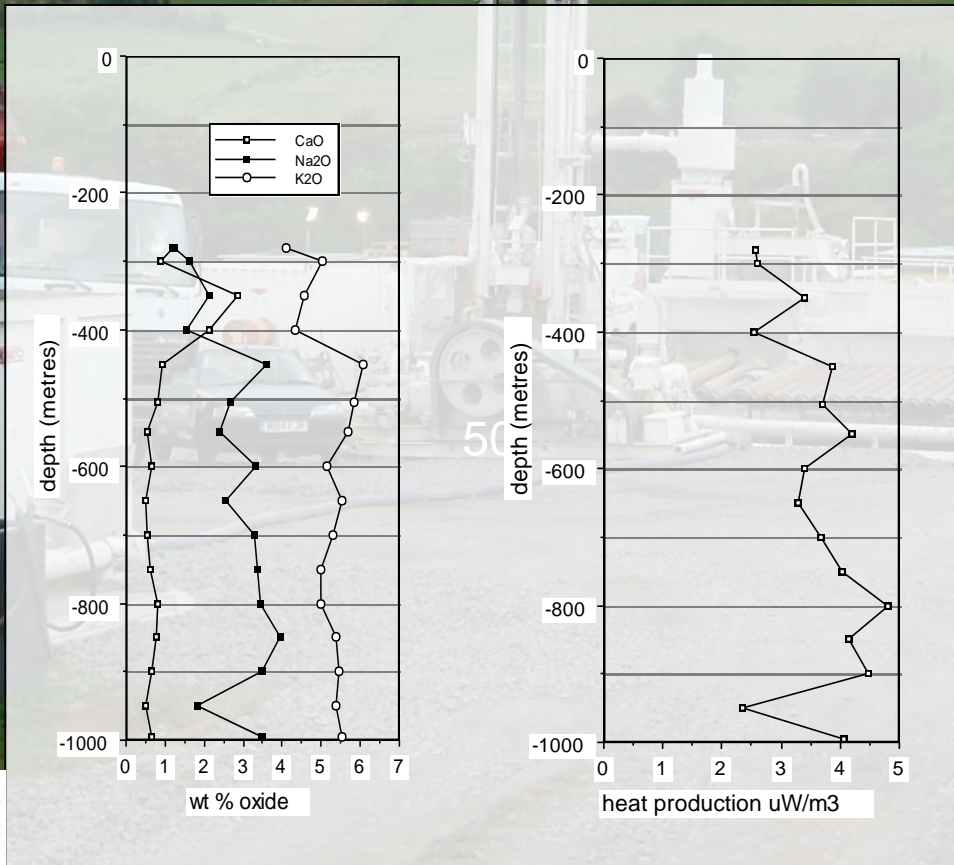 0
-200
-400
-600
-800
-1000
0 1 2 3 4 5 6 7
depth (metres)
wt % oxide
CaO
Na2O
K2O
50
0
-200
-400
-600
-800
-1000
0 1 2 3 4 5
depth (metres)
heat production uW/m3